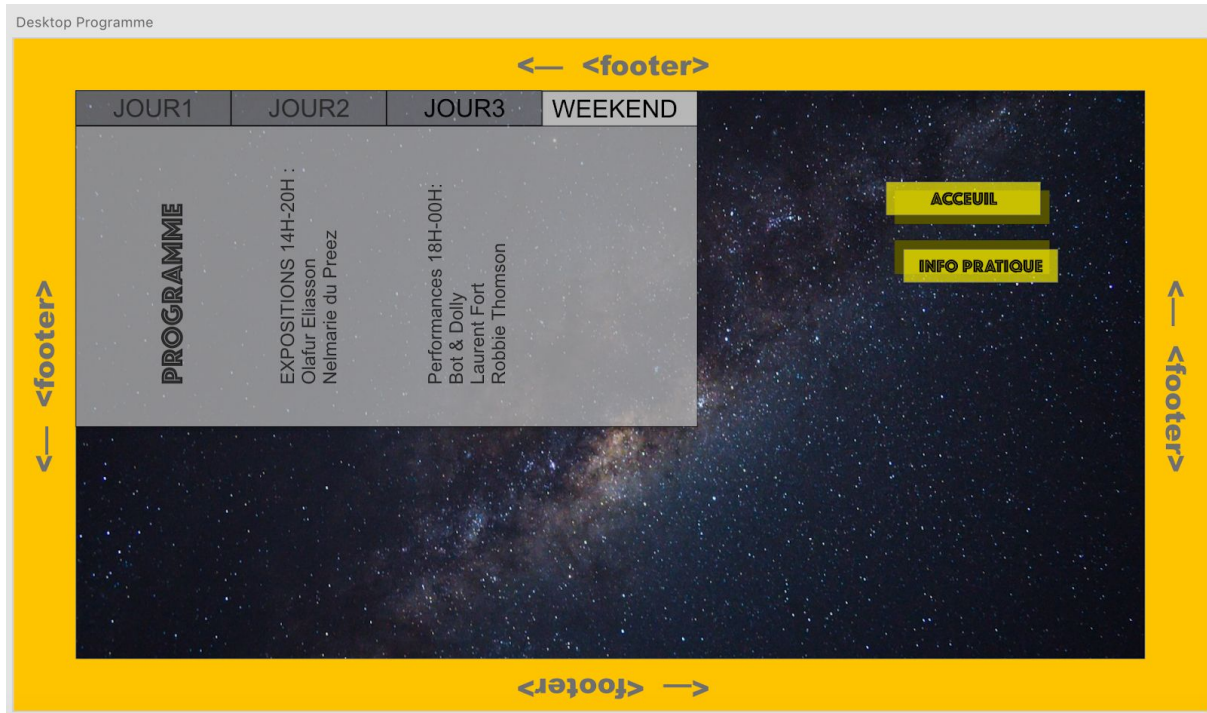 Desktop Programme
<— <footer>
JOUR1
JOUR2
JOUR3
WEEKEND
PROGRAMME
EXPOSITIONS 14H-20H :
Olafur Eliasson
Nelmarie du Preez
Performances 18H-00H:
Bot & Dolly
Laurent Fort
Robbie Thomson
ACCEUIL
INFO PRATIQUE
<— <footer>
<— <footer>
<— <footer>